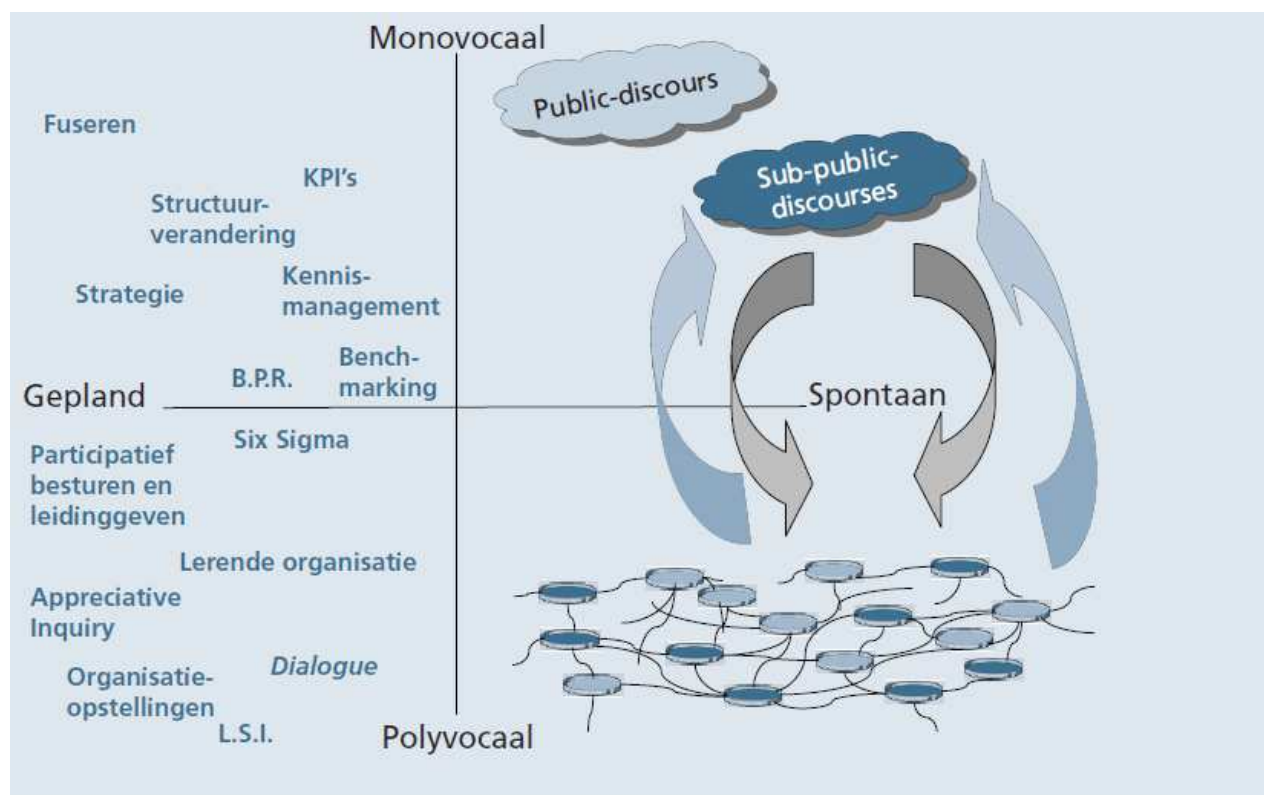 Monovocaal
Public-discours
Fuseren
Sub-public-
discourses
KPI's
Structuur-
verandering
Kennis-
management
Strategie
Bench-
marking
B.P.R.
Gepland
Spontaan
Six Sigma
Participatief
besturen en
leidinggeven
Lerende organisatie
Appreciative
Inquiry
Dialogue
Organisatie-
opstellingen
L.S.I.
Polyvocaal